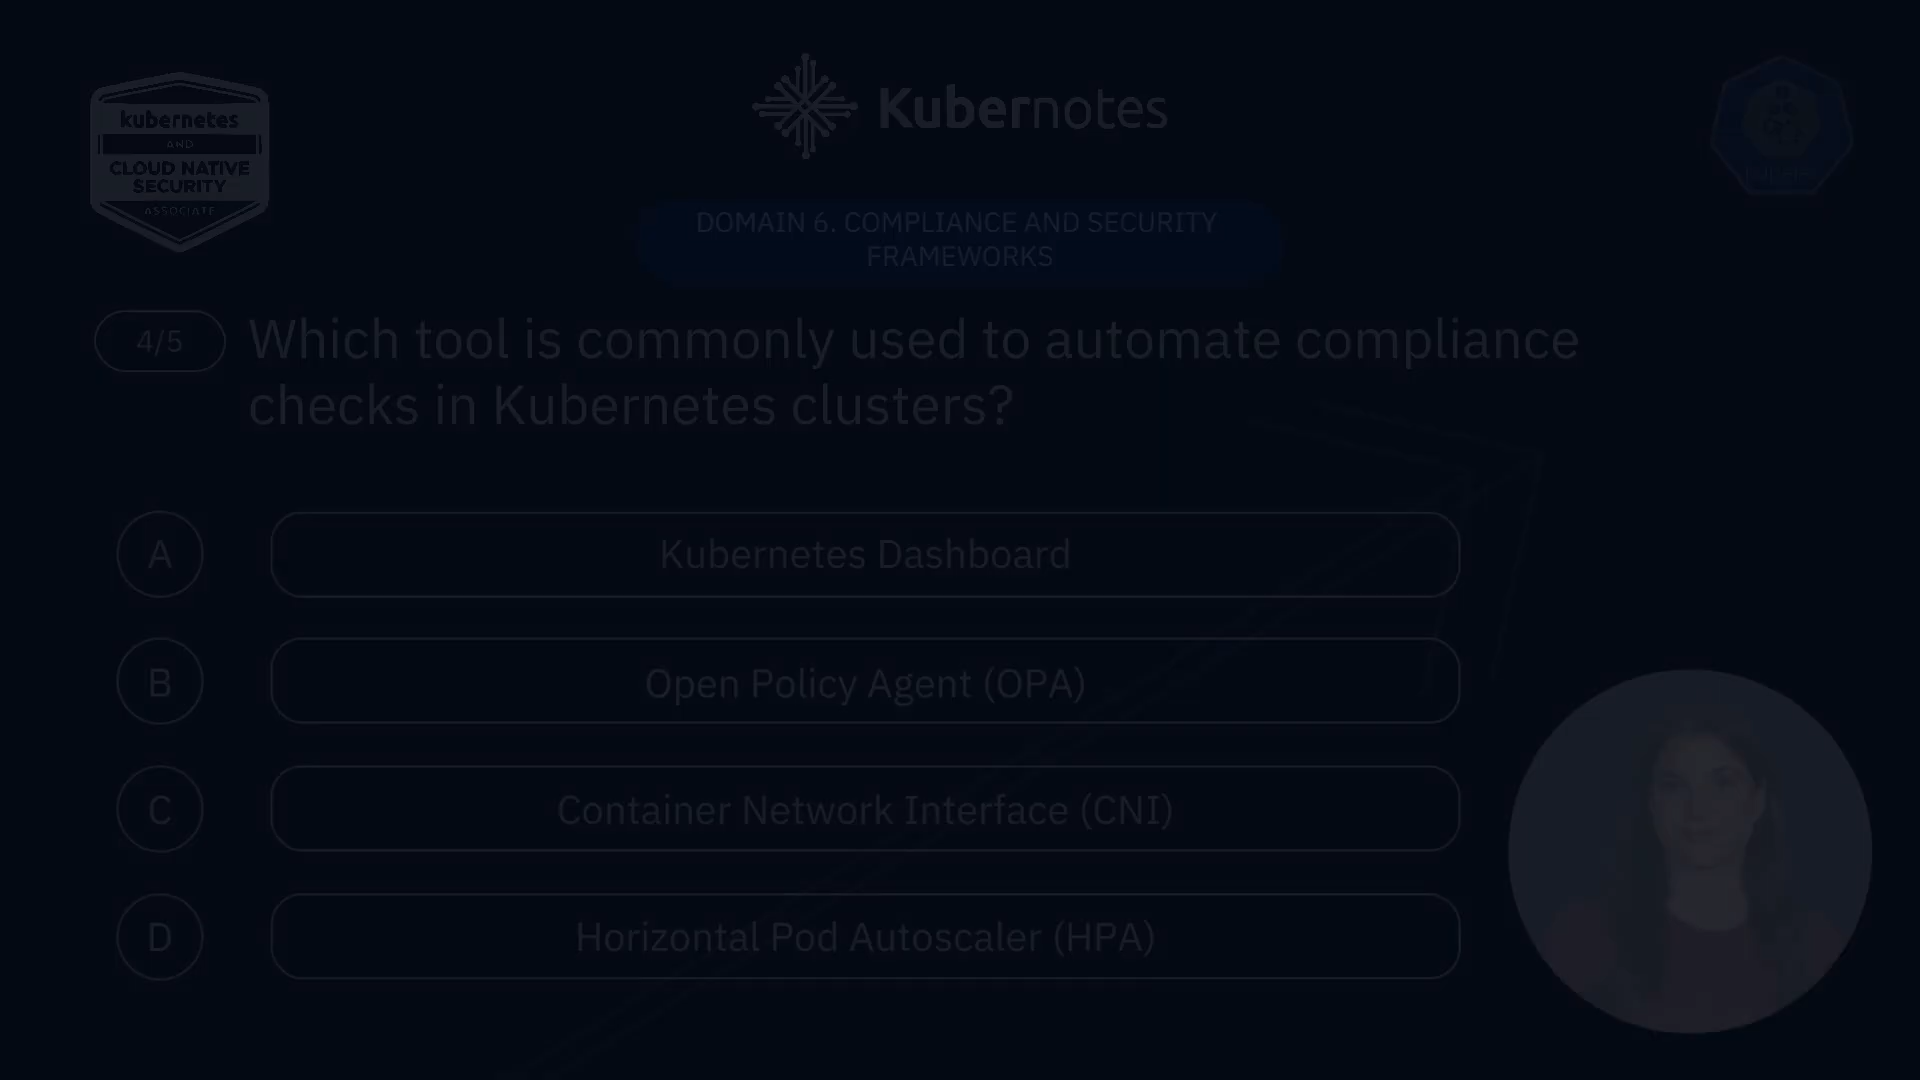 kubernetes
AND
CLOUD NATIVE
SECURITY
ASSOCIATE
Kubernotes
DOMAIN 6. COMPLIANCE AND SECURITY
FRAMEWORKS
4/5
Which tool is commonly used to automate compliance
checks in Kubernetes clusters?
A
Kubernetes Dashboard
B
Open Policy Agent (OPA)
C
Container Network Interface (CNI)
D
Horizontal Pod Autoscaler (HPA)